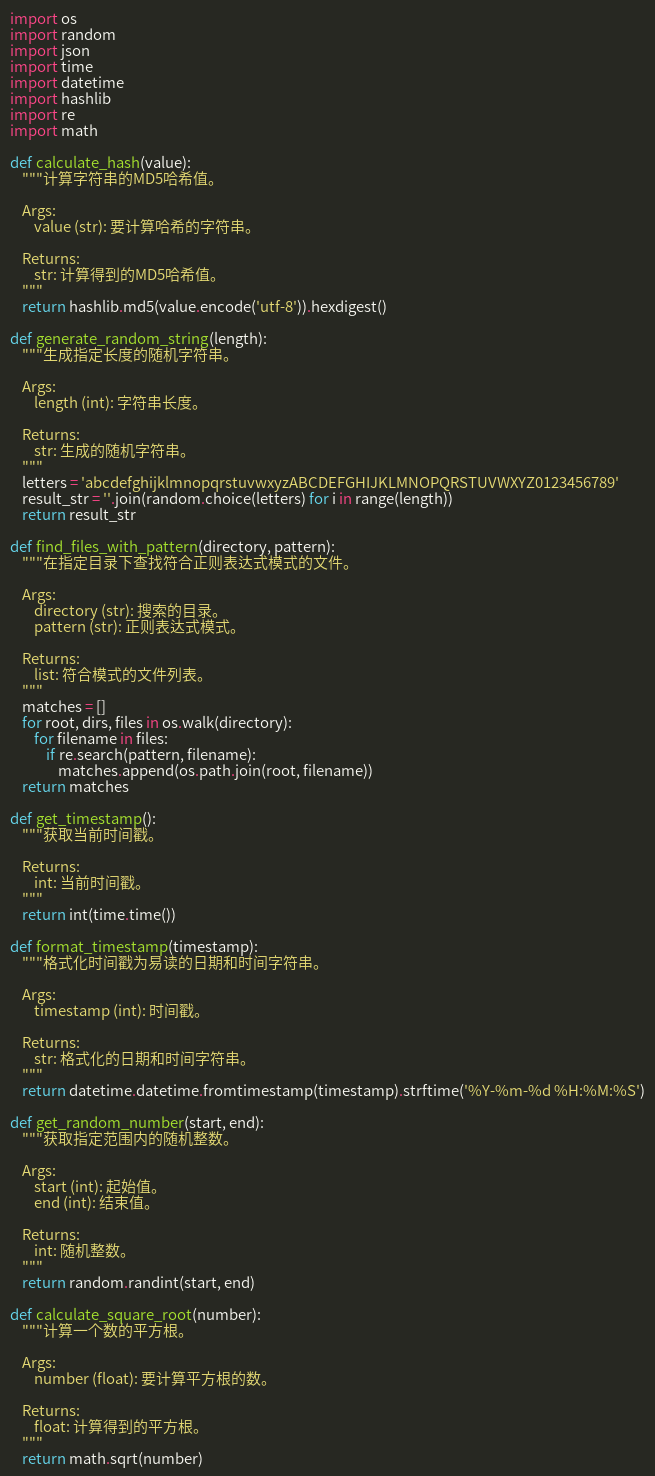 import os
import random
import json
import time
import datetime
import hashlib
import re
import math

def calculate_hash(value):
    """计算字符串的MD5哈希值。

    Args:
        value (str): 要计算哈希的字符串。

    Returns:
        str: 计算得到的MD5哈希值。
    """
    return hashlib.md5(value.encode('utf-8')).hexdigest()

def generate_random_string(length):
    """生成指定长度的随机字符串。

    Args:
        length (int): 字符串长度。

    Returns:
        str: 生成的随机字符串。
    """
    letters = 'abcdefghijklmnopqrstuvwxyzABCDEFGHIJKLMNOPQRSTUVWXYZ0123456789'
    result_str = ''.join(random.choice(letters) for i in range(length))
    return result_str

def find_files_with_pattern(directory, pattern):
    """在指定目录下查找符合正则表达式模式的文件。

    Args:
        directory (str): 搜索的目录。
        pattern (str): 正则表达式模式。

    Returns:
        list: 符合模式的文件列表。
    """
    matches = []
    for root, dirs, files in os.walk(directory):
        for filename in files:
            if re.search(pattern, filename):
                matches.append(os.path.join(root, filename))
    return matches

def get_timestamp():
    """获取当前时间戳。

    Returns:
        int: 当前时间戳。
    """
    return int(time.time())

def format_timestamp(timestamp):
    """格式化时间戳为易读的日期和时间字符串。

    Args:
        timestamp (int): 时间戳。

    Returns:
        str: 格式化的日期和时间字符串。
    """
    return datetime.datetime.fromtimestamp(timestamp).strftime('%Y-%m-%d %H:%M:%S')

def get_random_number(start, end):
    """获取指定范围内的随机整数。

    Args:
        start (int): 起始值。
        end (int): 结束值。

    Returns:
        int: 随机整数。
    """
    return random.randint(start, end)

def calculate_square_root(number):
    """计算一个数的平方根。

    Args:
        number (float): 要计算平方根的数。

    Returns:
        float: 计算得到的平方根。
    """
    return math.sqrt(number)